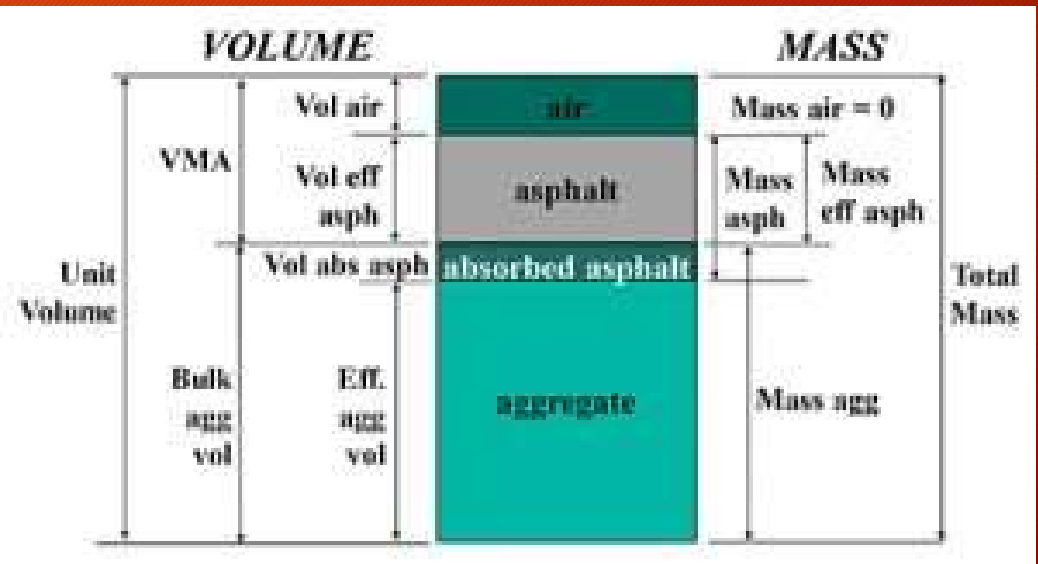 VOLUME
MASS
Vol air
air
Mass air = 0
VMA
Vol eff
asph
asphalt
Mass
asph
Mass
eff asph
Vol abs asph
absorbed asphalt
Unit
Volume
Total
Mass
Bulk
agg
vol
Eff.
agg
vol
aggregate
Mass agg